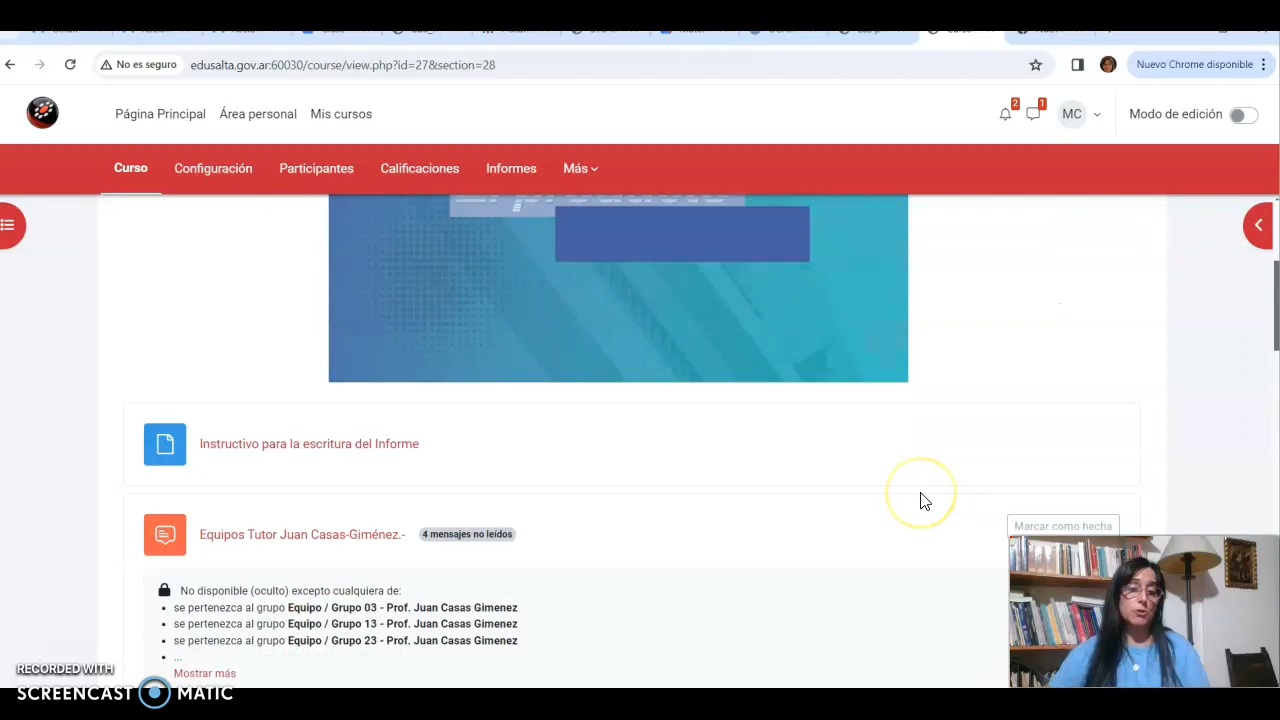 No es seguro
edusalta.gov.ar:60030/course/view.php?id=27&section=28
Nuevo Chrome disponible
Página Principal
Área personal
Mis cursos
2
1
MC
Modo de edición
Curso
Configuración
Participantes
Calificaciones
Informes
Más
Instructivo para la escritura del Informe
Equipos Tutor Juan Casas-Giménez.-
4 mensajes no leídos
Marcar como hecha
No disponible (oculto) excepto cualquiera de:
se pertenezca al grupo Equipo / Grupo 03 - Prof. Juan Casas Gimenez
se pertenezca al grupo Equipo / Grupo 13 - Prof. Juan Casas Gimenez
se pertenezca al grupo Equipo / Grupo 23 - Prof. Juan Casas Gimenez
...
Mostrar más
RECORDED WITH
SCREENCAST MATIC